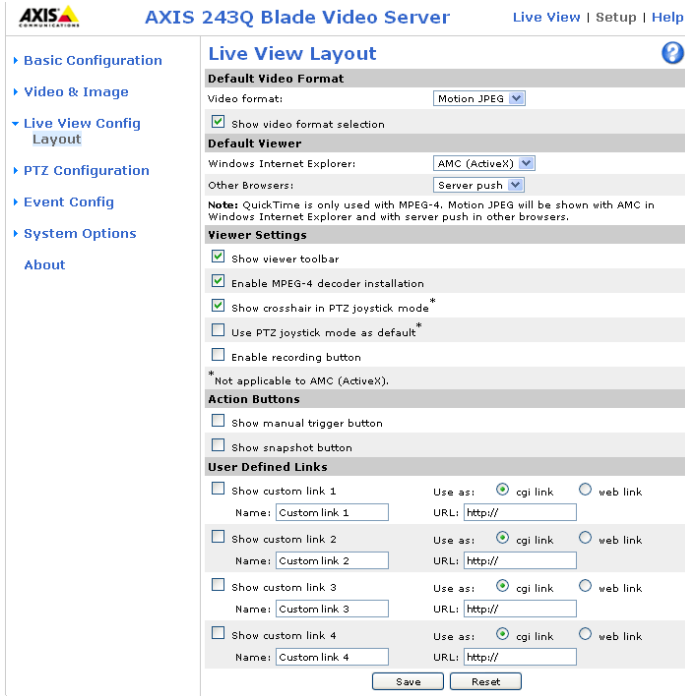 AXIS
COMMUNICATIONS
AXIS 243Q Blade Video Server
Live View | Setup | Help
Basic Configuration
Video & Image
Live View Config
Layout
PTZ Configuration
Event Config
System Options
About
Live View Layout
?
Default Video Format
Video format: Motion JPEG
Show video format selection
Default Viewer
Windows Internet Explorer: AMC (ActiveX)
Other Browsers: Server push
Note: QuickTime is only used with MPEG-4. Motion JPEG will be shown with AMC in
Windows Internet Explorer and with server push in other browsers.
Viewer Settings
Show viewer toolbar
Enable MPEG-4 decoder installation
Show crosshair in PTZ joystick mode*
Use PTZ joystick mode as default*
Enable recording button
*Not applicable to AMC (ActiveX).
Action Buttons
Show manual trigger button
Show snapshot button
User Defined Links
Show custom link 1 Use as: cgi link web link
Name: Custom link 1 URL: http://
Show custom link 2 Use as: cgi link web link
Name: Custom link 2 URL: http://
Show custom link 3 Use as: cgi link web link
Name: Custom link 3 URL: http://
Show custom link 4 Use as: cgi link web link
Name: Custom link 4 URL: http://
Save Reset